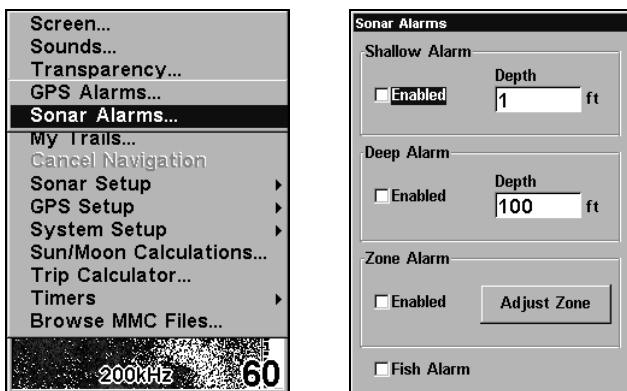 Screen...
Sounds...
Transparency...
GPS Alarms...
Sonar Alarms...
My Trails...
Cancel Navigation
Sonar Setup
GPS Setup
System Setup
Sun/Moon Calculations...
Trip Calculator...
Timers
Browse MMC Files...
200kHz 60
Sonar Alarms
Shallow Alarm
Depth
Enabled 1 ft
Deep Alarm
Depth
Enabled 100 ft
Zone Alarm
Enabled Adjust Zone
Fish Alarm